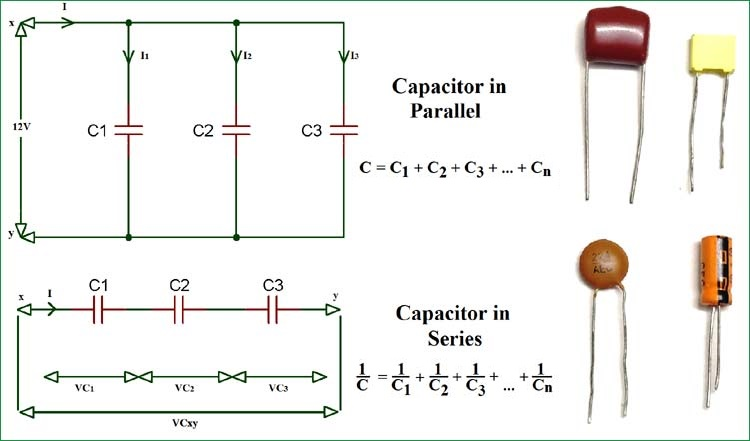 x
I
I1
I2
I3
12V
C1
C2
C3
y
Capacitor in
Parallel
C = C1 + C2 + C3 + ... + Cn
x
I
C1
C2
C3
y
VC1
VC2
VC3
VCxy
Capacitor in
Series
1/C = 1/C1 + 1/C2 + 1/C3 + ... + 1/Cn